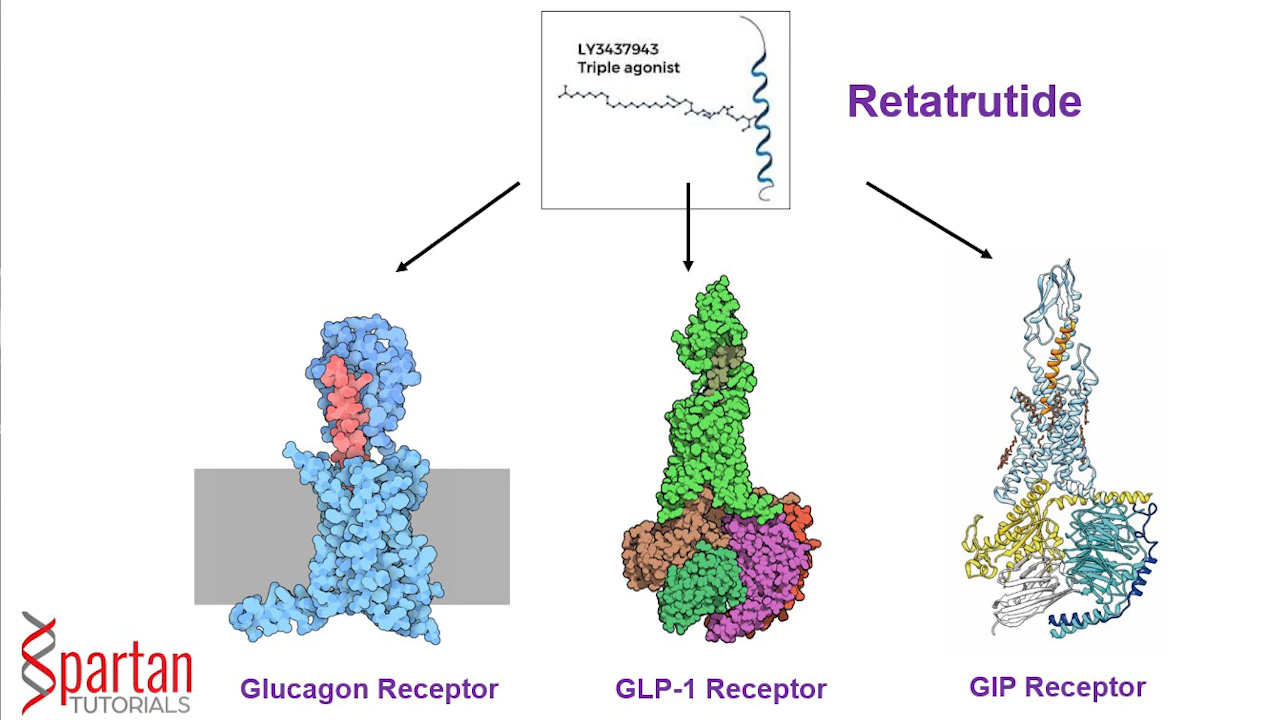 LY3437943
Triple agonist
Retatrutide
Glucagon Receptor
GLP-1 Receptor
GIP Receptor
Spartan
TUTORIALS